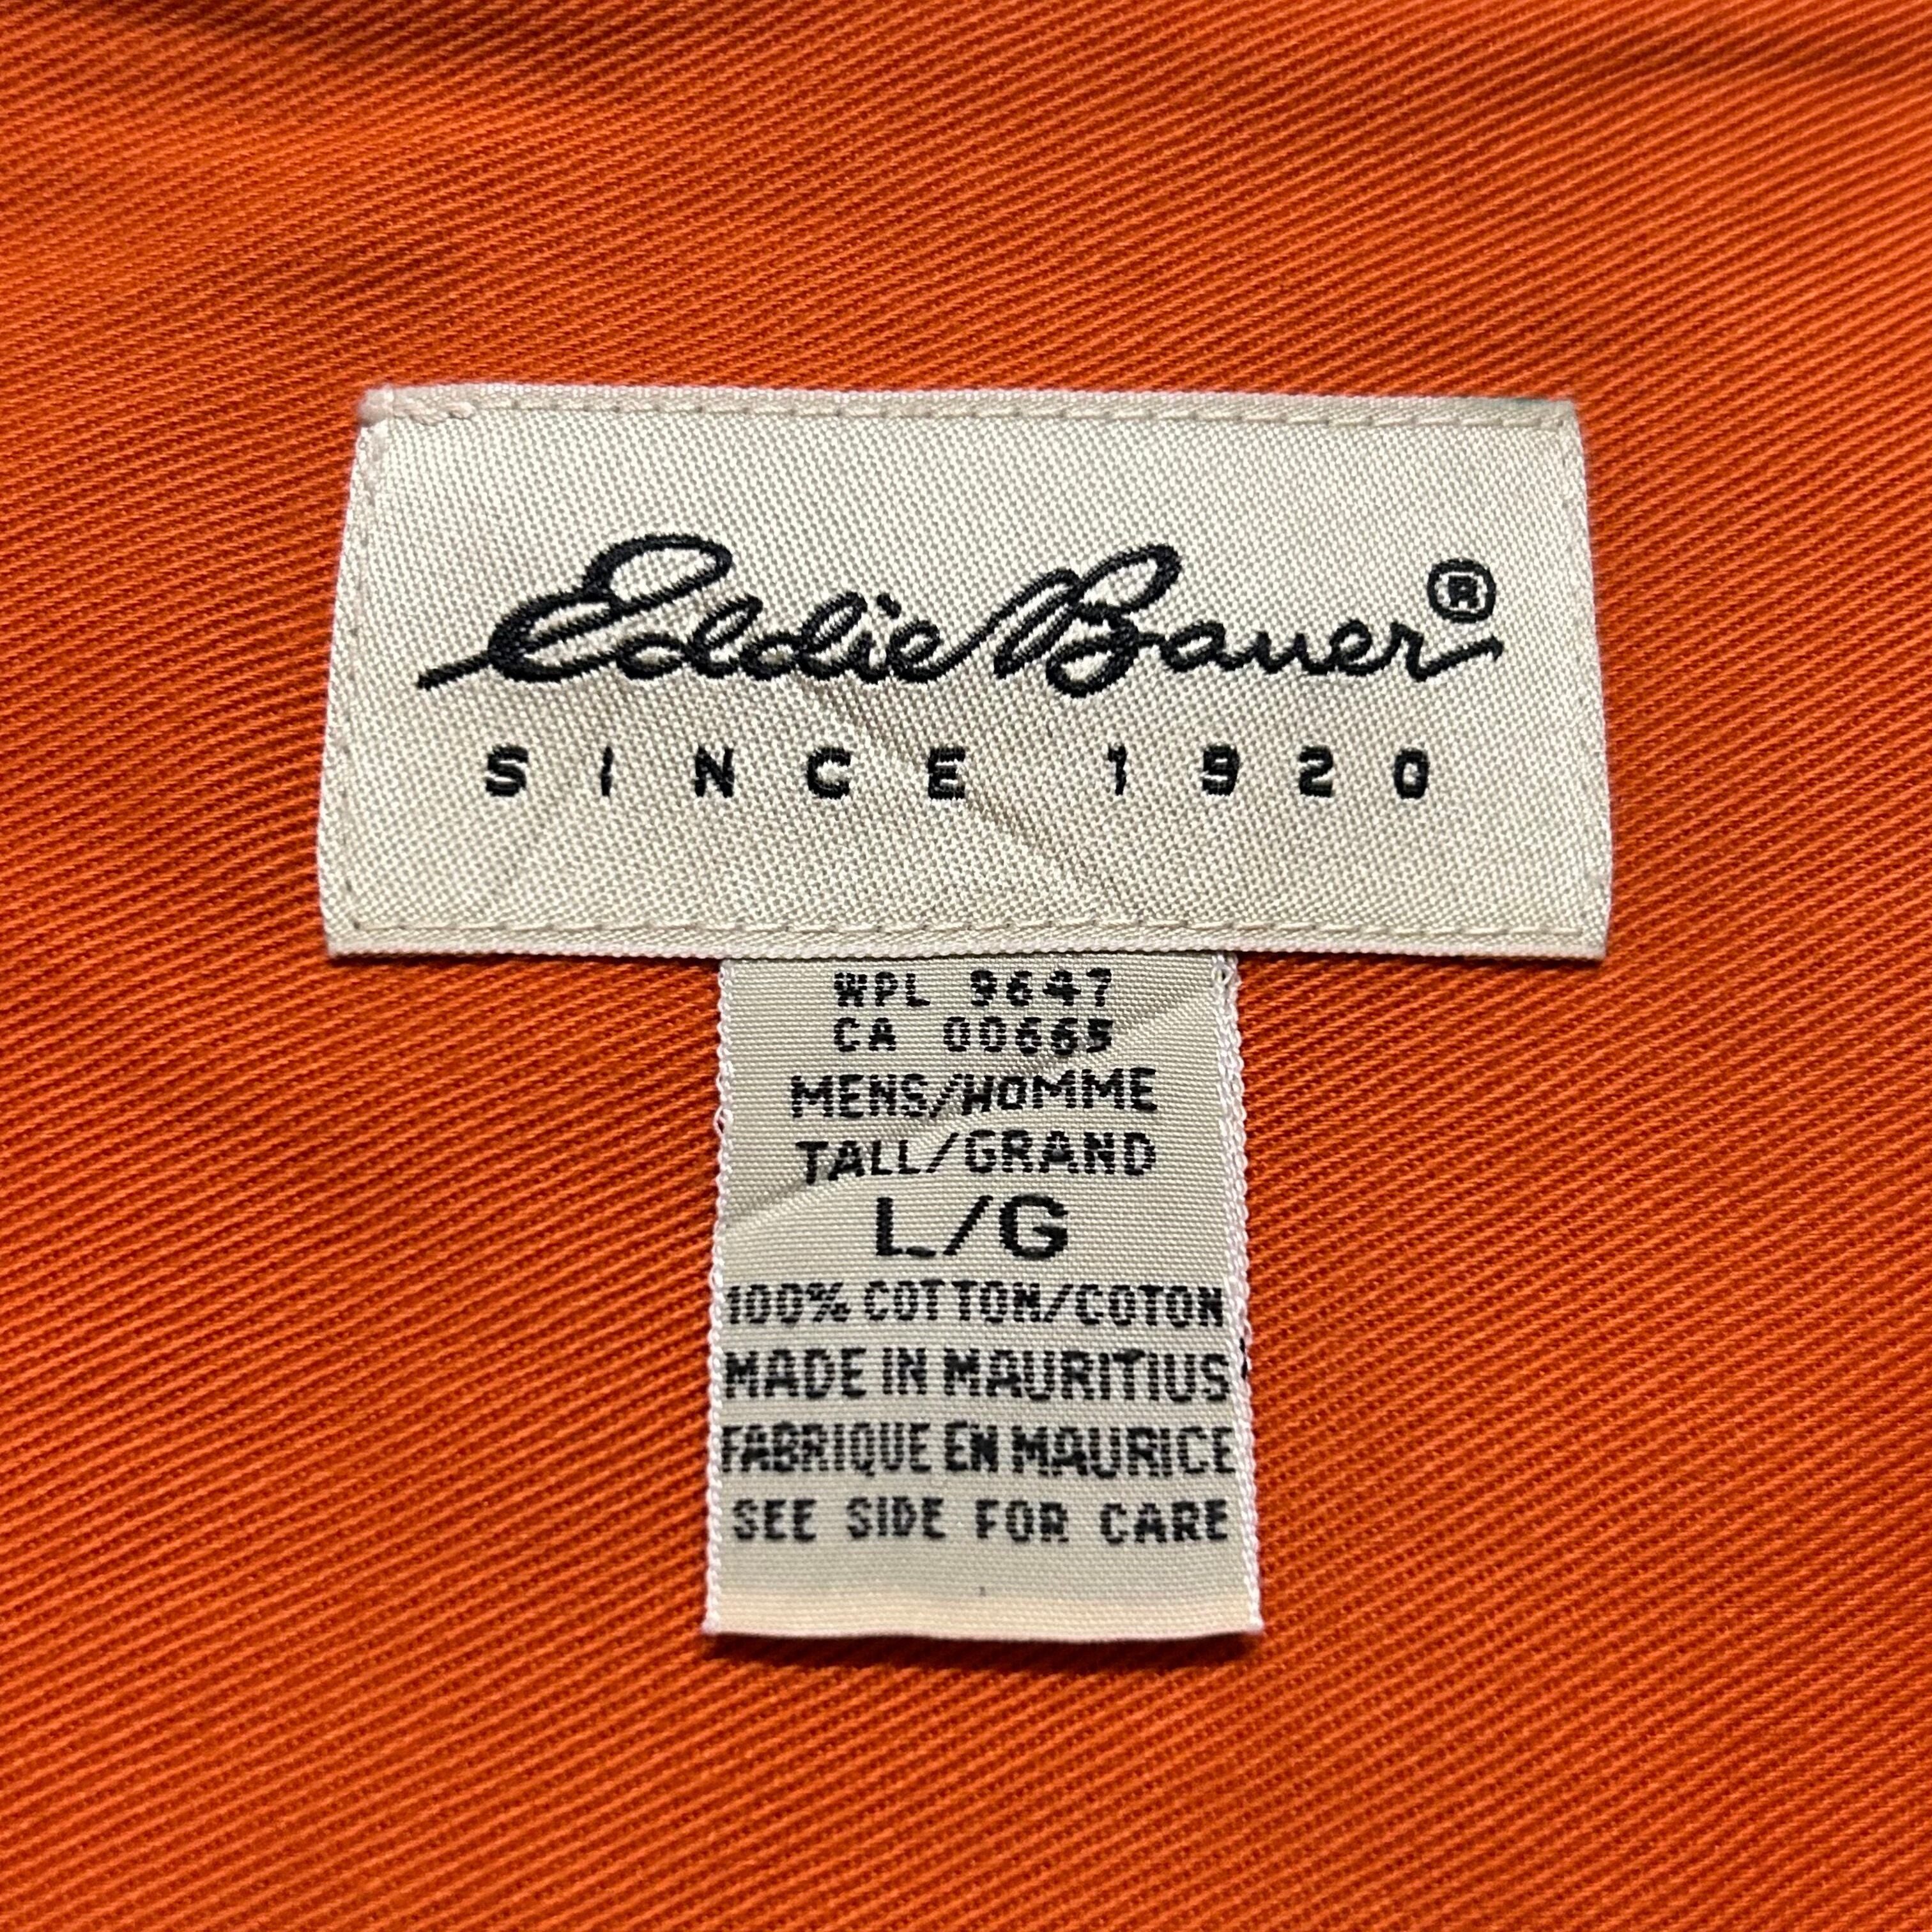 Eddie Bauer®
SINCE 1920
WPL 9647
CA 00665
MENS/HOMME
TALL/GRAND
L/G
100% COTTON/COTON
MADE IN MAURITIUS
FABRIQUE EN MAURICE
SEE SIDE FOR CARE